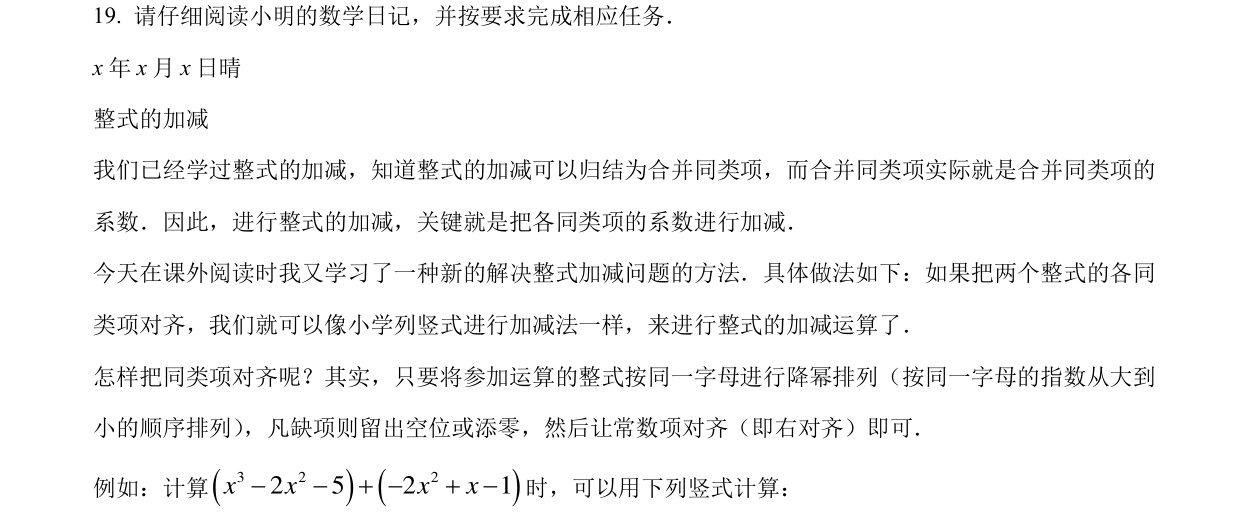 19. 请仔细阅读小明的数学日记，并按要求完成相应任务．
x 年 x 月 x 日晴
整式的加减
我们已经学过整式的加减，知道整式的加减可以归结为合并同类项，而合并同类项实际就是合并同类项的
系数．因此，进行整式的加减，关键就是把各同类项的系数进行加减．
今天在课外阅读时我又学习了一种新的解决整式加减问题的方法．具体做法如下：如果把两个整式的各同
类项对齐，我们就可以像小学列竖式进行加减法一样，来进行整式的加减运算了．
怎样把同类项对齐呢？其实，只要将参加运算的整式按同一字母进行降幂排列（按同一字母的指数从大到
小的顺序排列），凡缺项则留出空位或添零，然后让常数项对齐（即右对齐）即可．
例如：计算(x³－2x²－5)+(−2x²+x−1)时，可以用下列竖式计算：